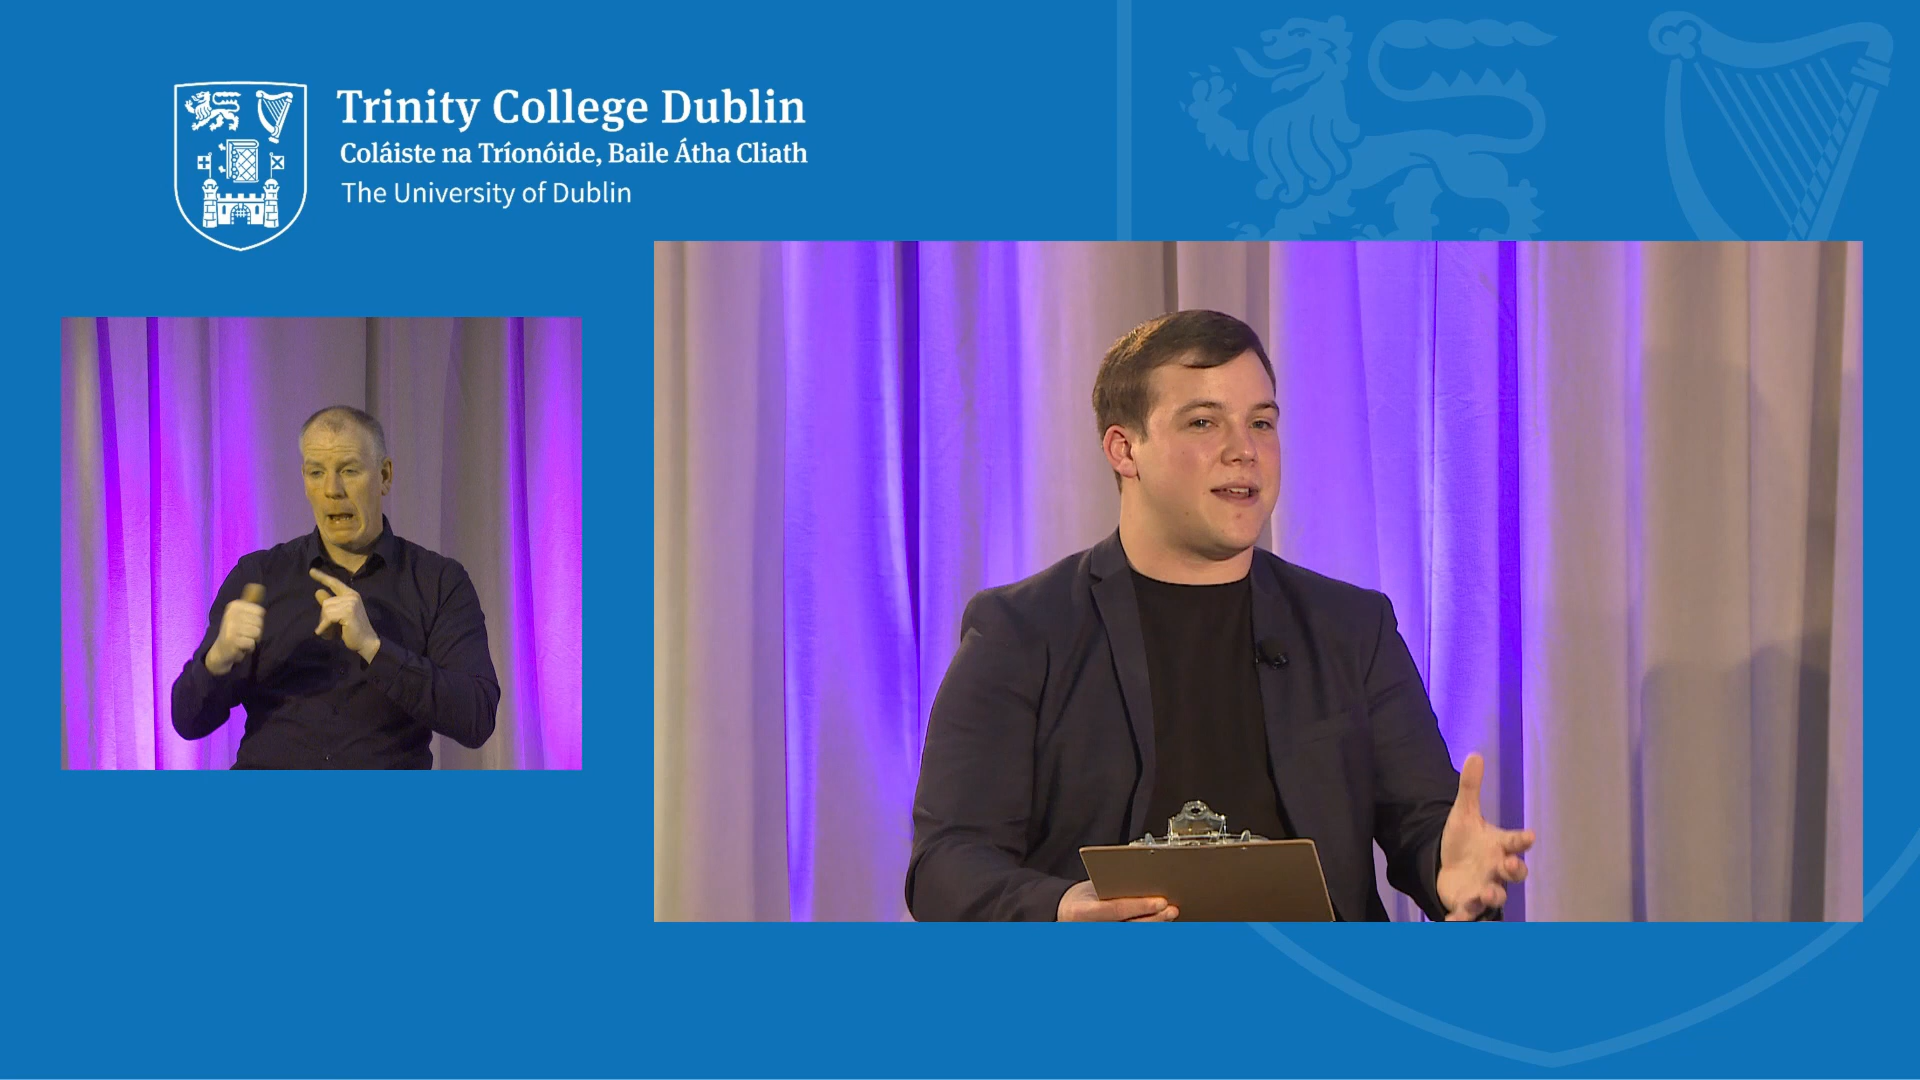 Trinity College Dublin
Coláiste na Tríonóide, Baile Átha Cliath
The University of Dublin